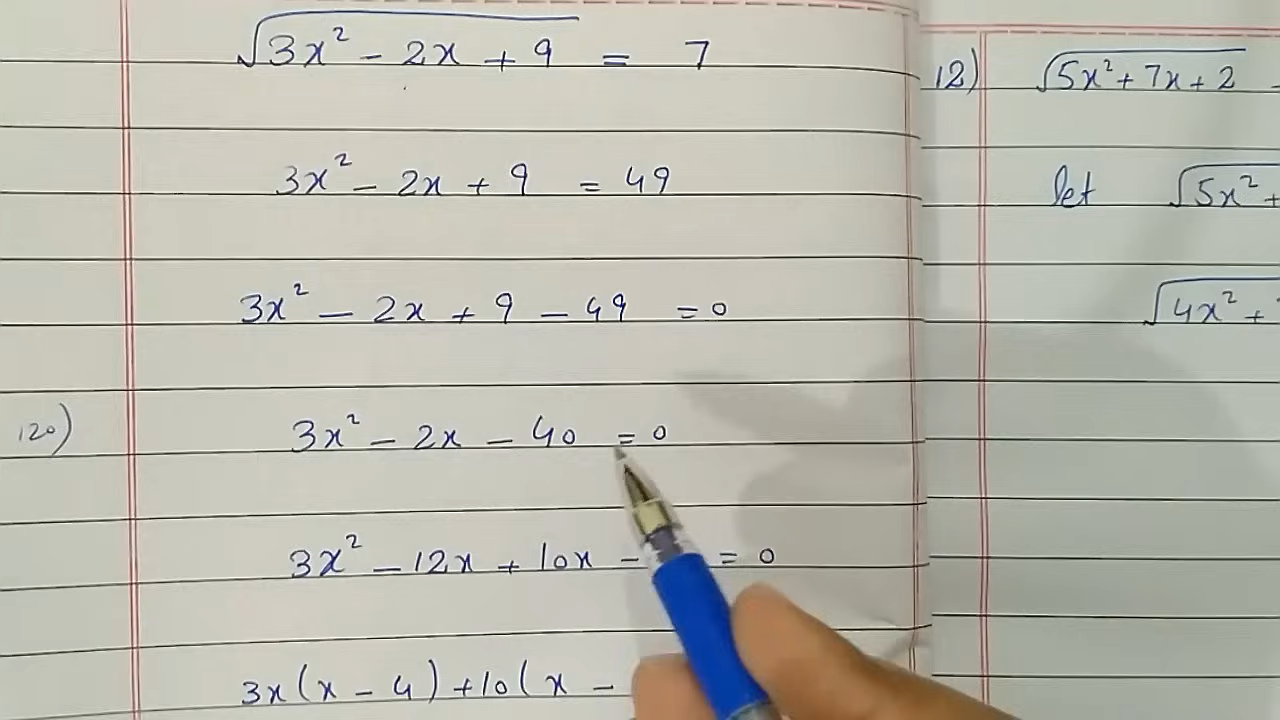 √(3x² - 2x + 9) = 7
3x² - 2x + 9 = 49
3x² - 2x + 9 - 49 = 0
120) 3x² - 2x - 40 = 0
3x² - 12x + 10x - = 0
3x(x - 4) + 10(x -
12) √(5x² + 7x + 2) -
let √(5x² +
√(4x² +